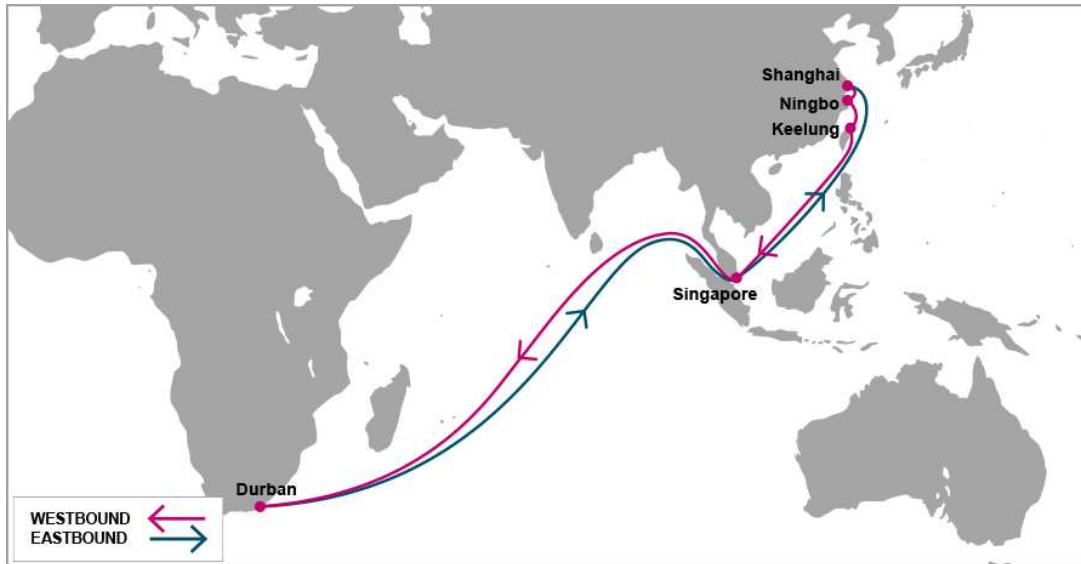 Shanghai
Ningbo
Keelung
Singapore
Durban
WESTBOUND
EASTBOUND